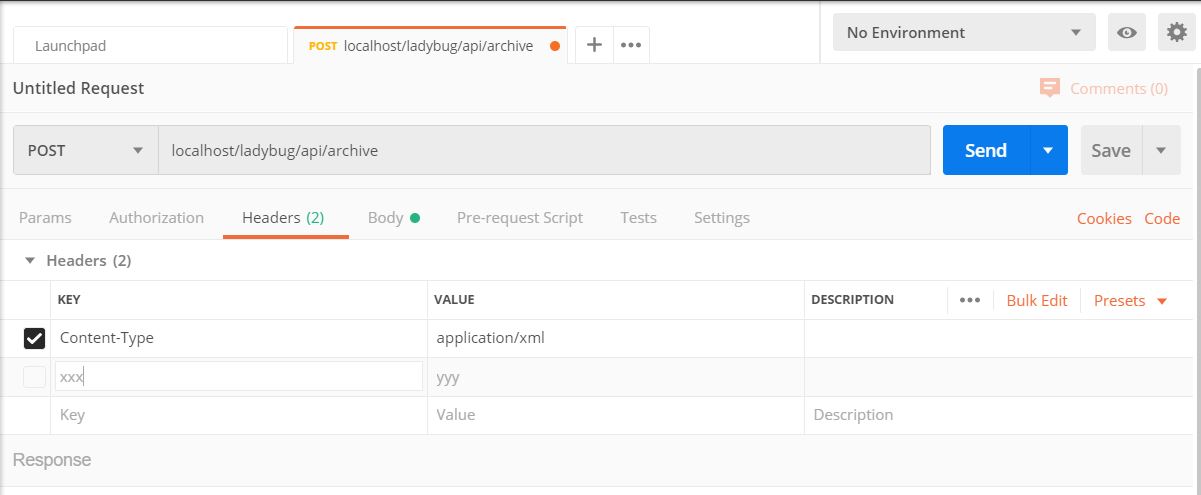 Launchpad
POST localhost/ladybug/api/archive
No Environment
Untitled Request
Comments (0)
POST
localhost/ladybug/api/archive
Send
Save
Params Authorization Headers (2) Body Pre-request Script Tests Settings Cookies Code
Headers (2)
KEY VALUE DESCRIPTION Bulk Edit Presets
Content-Type application/xml
xxx yyy
Key Value Description
Response